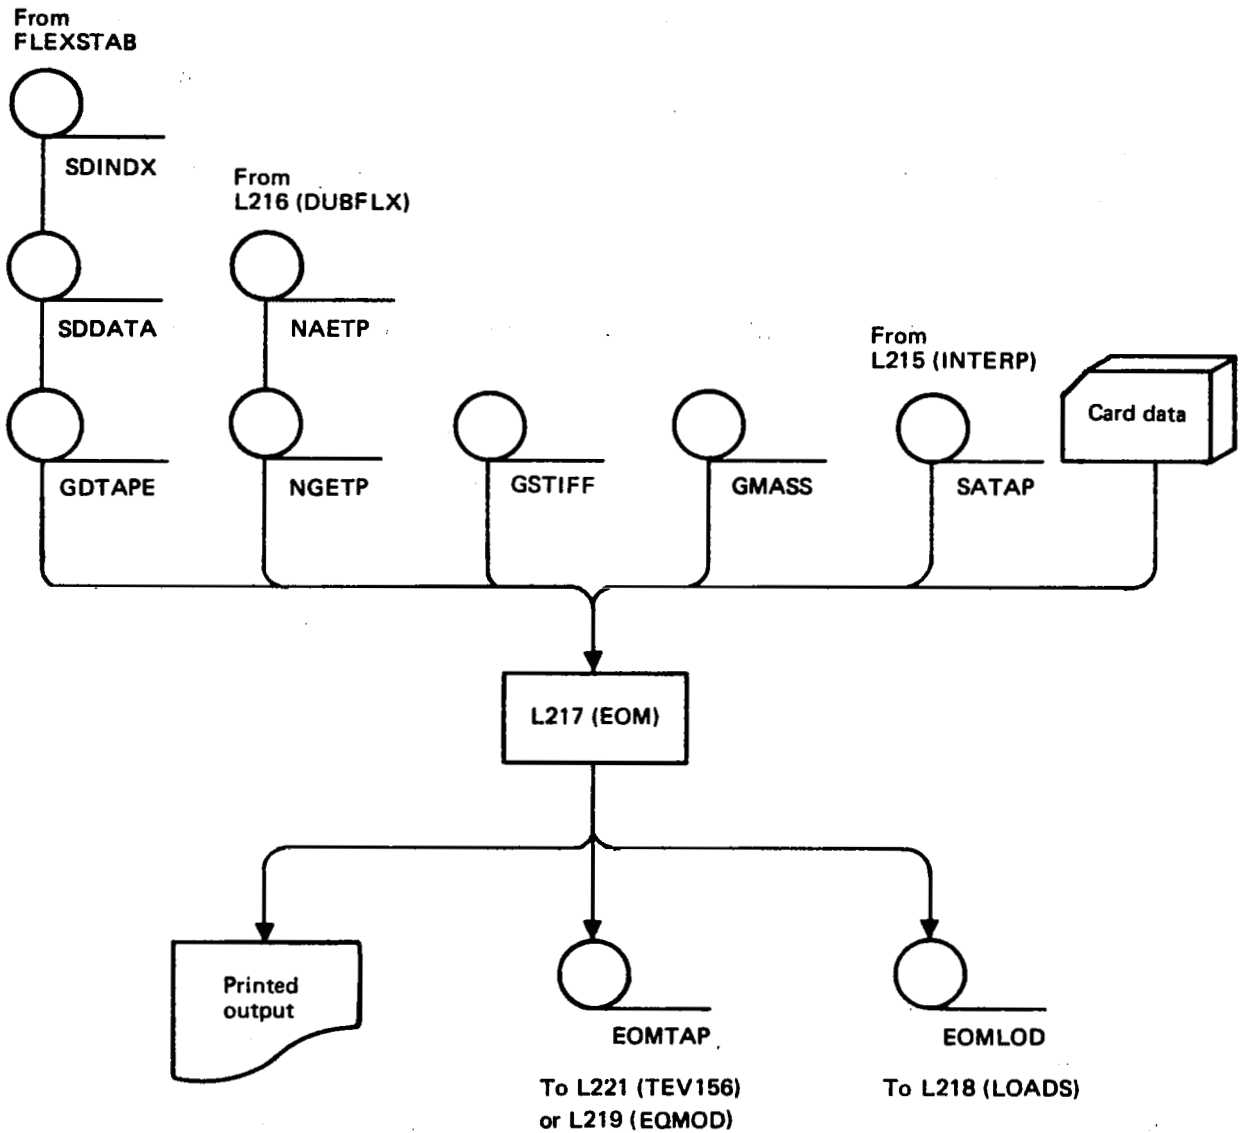 From
FLEXSTAB
SDINDX
From
L216 (DUBFLX)
SDDATA
NAETP
From
L215 (INTERP)
Card data
GDTAPE
NGETP
GSTIFF
GMASS
SATAP
L217 (EOM)
Printed
output
EOMTAP
EOMLOD
To L221 (TEV156)
or L219 (EQMOD)
To L218 (LOADS)